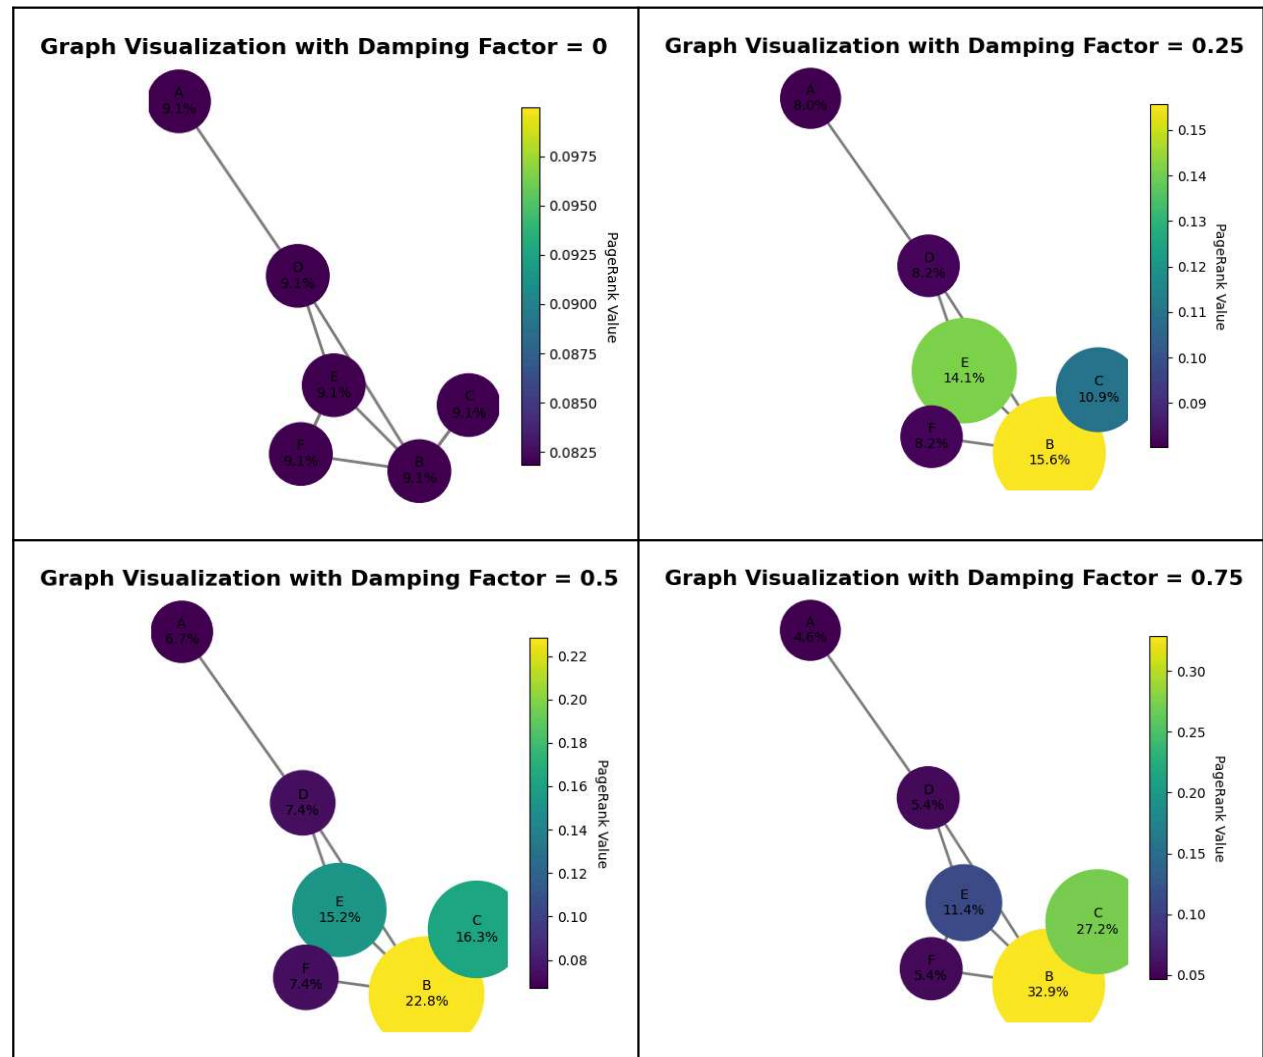 Graph Visualization with Damping Factor = 0
A
9.1%
D
9.1%
E
9.1%
C
9.1%
F
9.1%
B
9.1%
0.0975
0.0950
0.0925
0.0900
0.0875
0.0850
0.0825
PageRank Value
Graph Visualization with Damping Factor = 0.25
A
8.0%
D
8.2%
E
14.1%
C
10.9%
F
8.2%
B
15.6%
0.15
0.14
0.13
0.12
0.11
0.10
0.09
PageRank Value
Graph Visualization with Damping Factor = 0.5
A
6.7%
D
7.4%
E
15.2%
C
16.3%
F
7.4%
B
22.8%
0.22
0.20
0.18
0.16
0.14
0.12
0.10
0.08
PageRank Value
Graph Visualization with Damping Factor = 0.75
A
4.6%
D
5.4%
E
11.4%
C
27.2%
F
5.4%
B
32.9%
0.30
0.25
0.20
0.15
0.10
0.05
PageRank Value